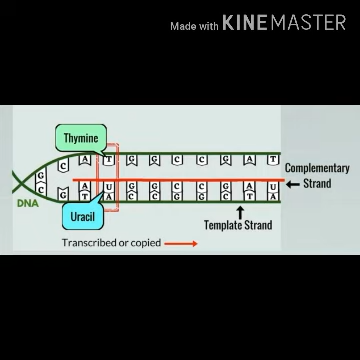 Made with KINEMASTER
Thymine
G C A T G G C C G A T
Complementary
Strand
A U G G C C G A U
C G T A C C G G C T A
DNA
Uracil
Template Strand
Transcribed or copied